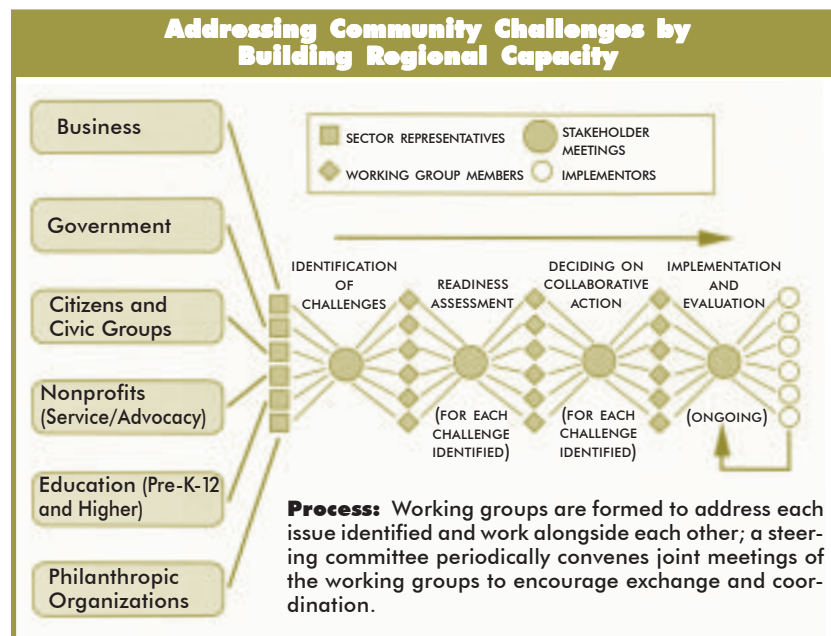 Addressing Community Challenges by
Building Regional Capacity
Business
Government
Citizens and
Civic Groups
Nonprofits
(Service/Advocacy)
Education (Pre-K-12
and Higher)
Philanthropic
Organizations
SECTOR REPRESENTATIVES
STAKEHOLDER
MEETINGS
WORKING GROUP MEMBERS
IMPLEMENTORS
IDENTIFICATION
OF
CHALLENGES
READINESS
ASSESSMENT
DECIDING ON
COLLABORATIVE
ACTION
IMPLEMENTATION
AND
EVALUATION
(FOR EACH
CHALLENGE
IDENTIFIED)
(FOR EACH
CHALLENGE
IDENTIFIED)
(ONGOING)
Process: Working groups are formed to address each
issue identified and work alongside each other; a steer-
ing committee periodically convenes joint meetings of
the working groups to encourage exchange and coor-
dination.